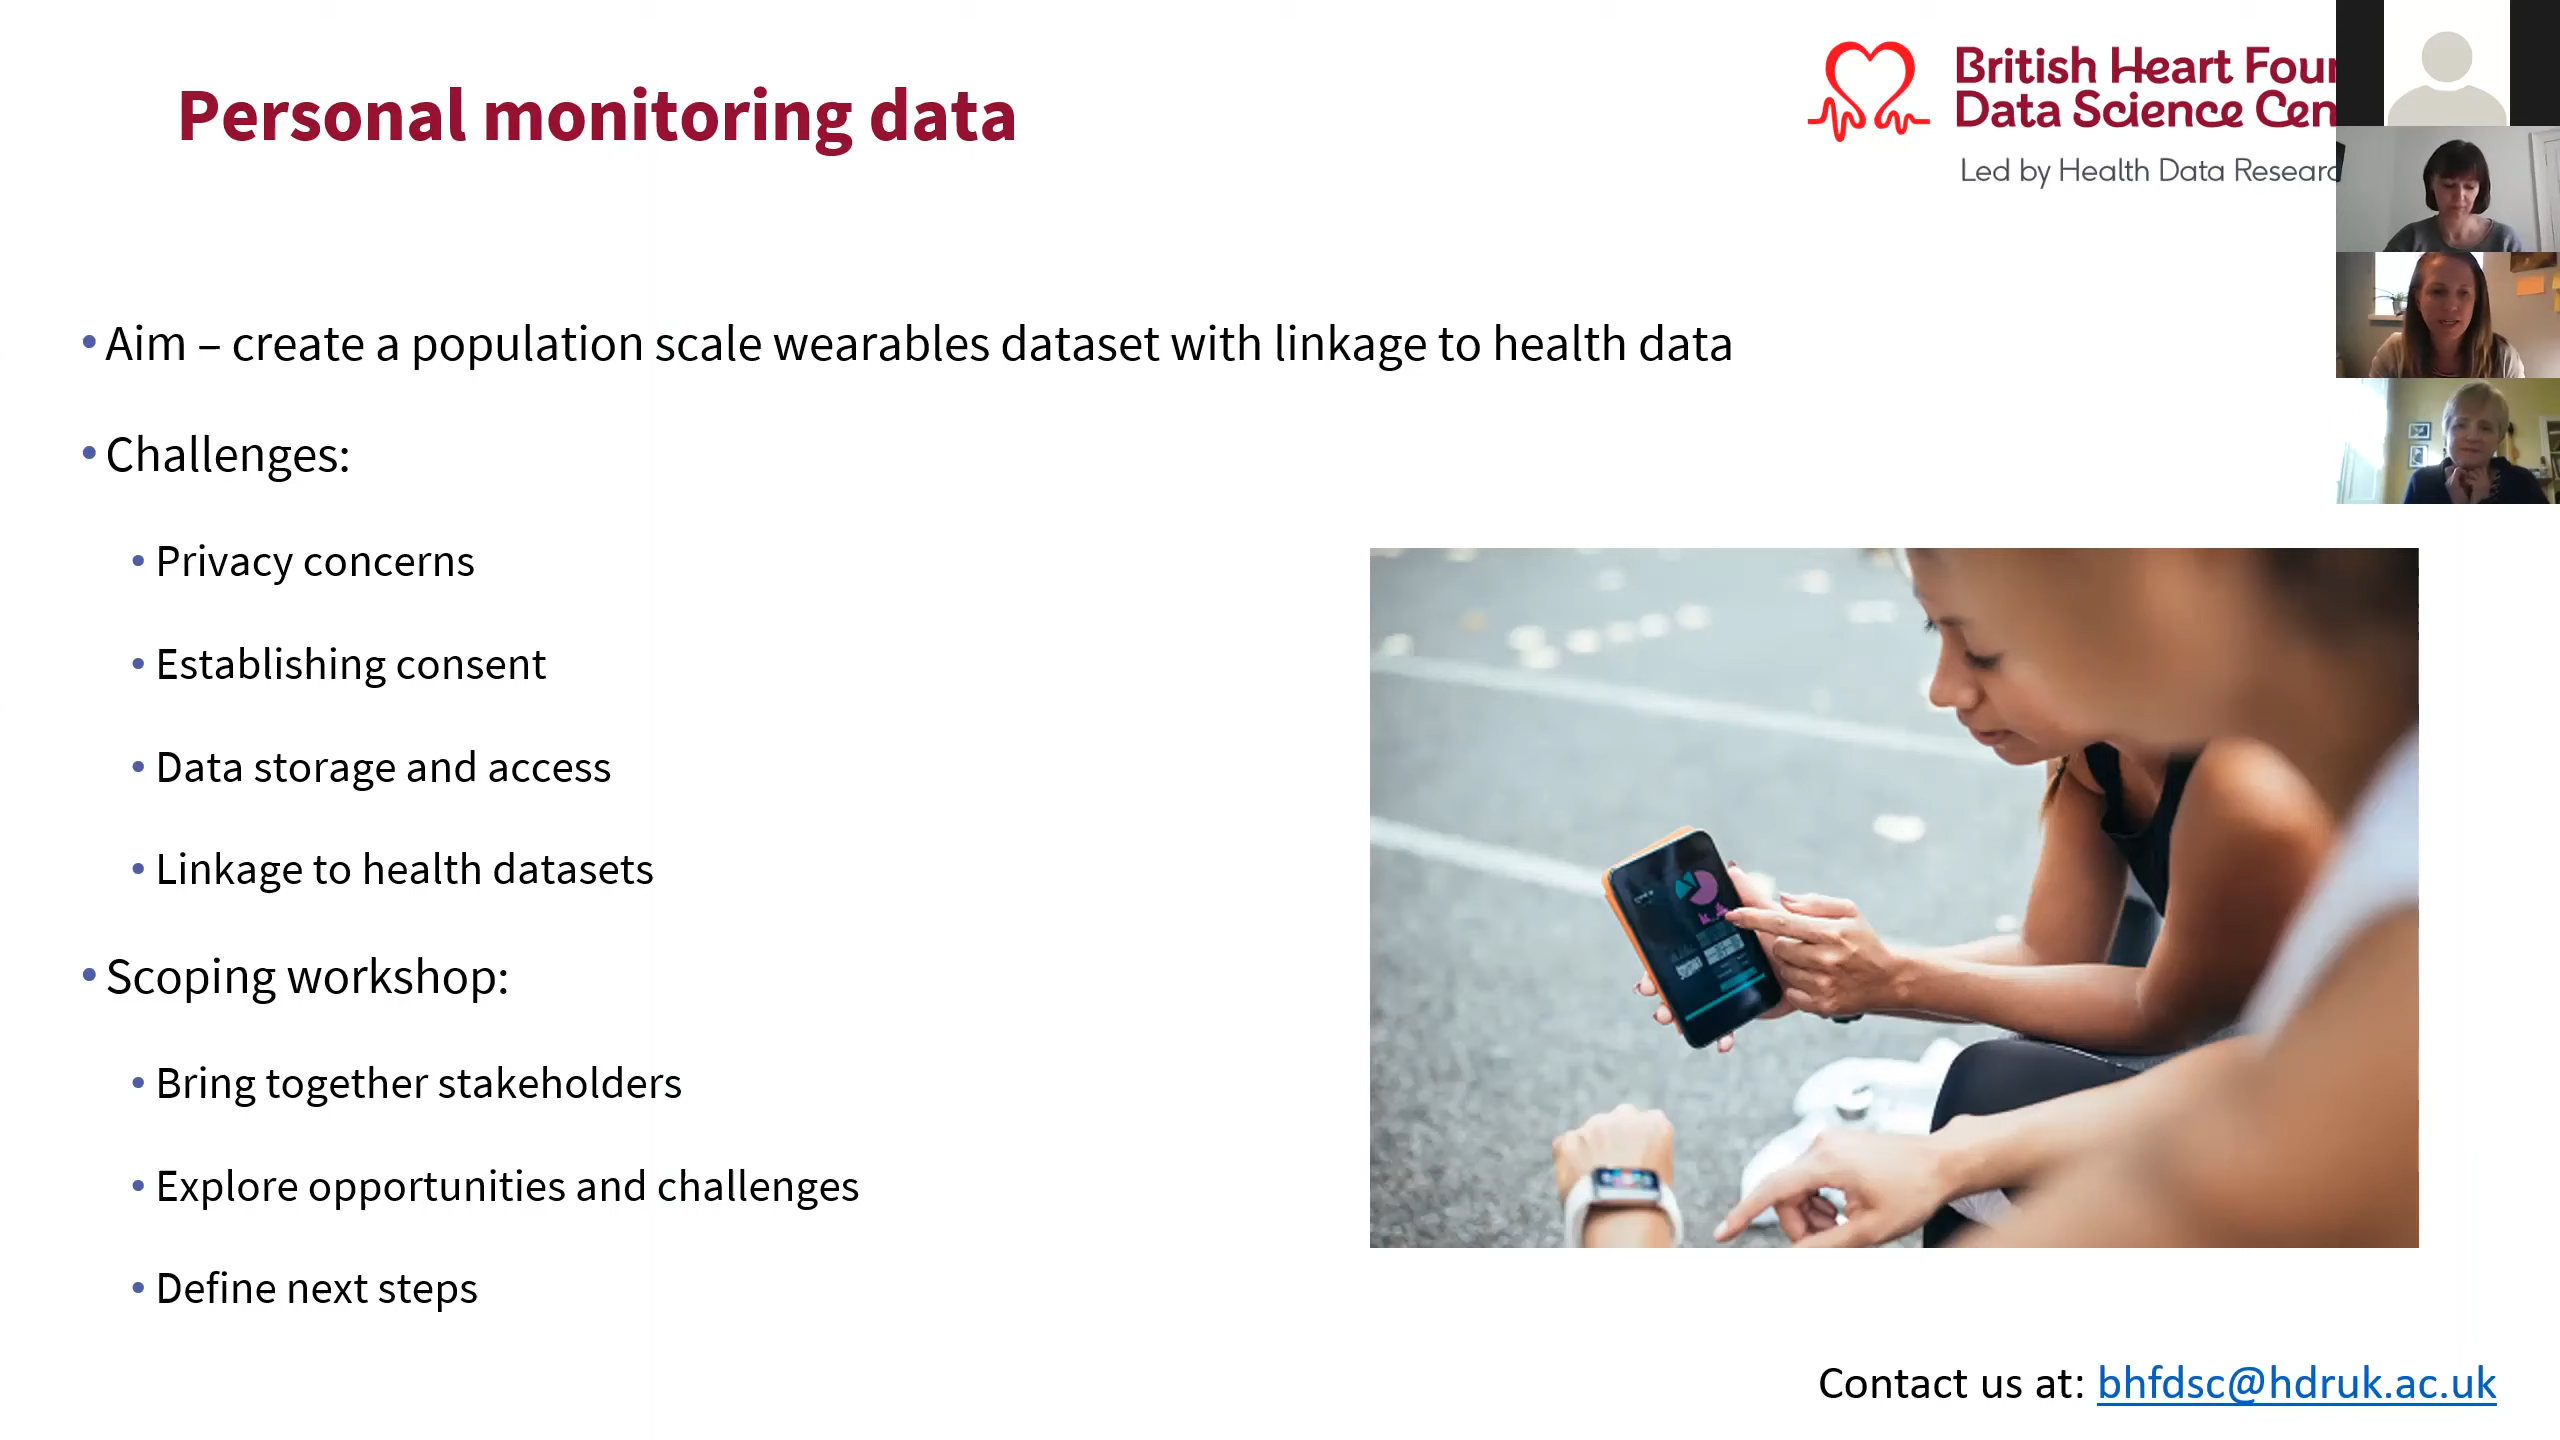 Personal monitoring data
British Heart Four
Data Science Cen
Led by Health Data Researc
• Aim – create a population scale wearables dataset with linkage to health data
• Challenges:
• Privacy concerns
• Establishing consent
• Data storage and access
• Linkage to health datasets
• Scoping workshop:
• Bring together stakeholders
• Explore opportunities and challenges
• Define next steps
Contact us at: bhfdsc@hdruk.ac.uk